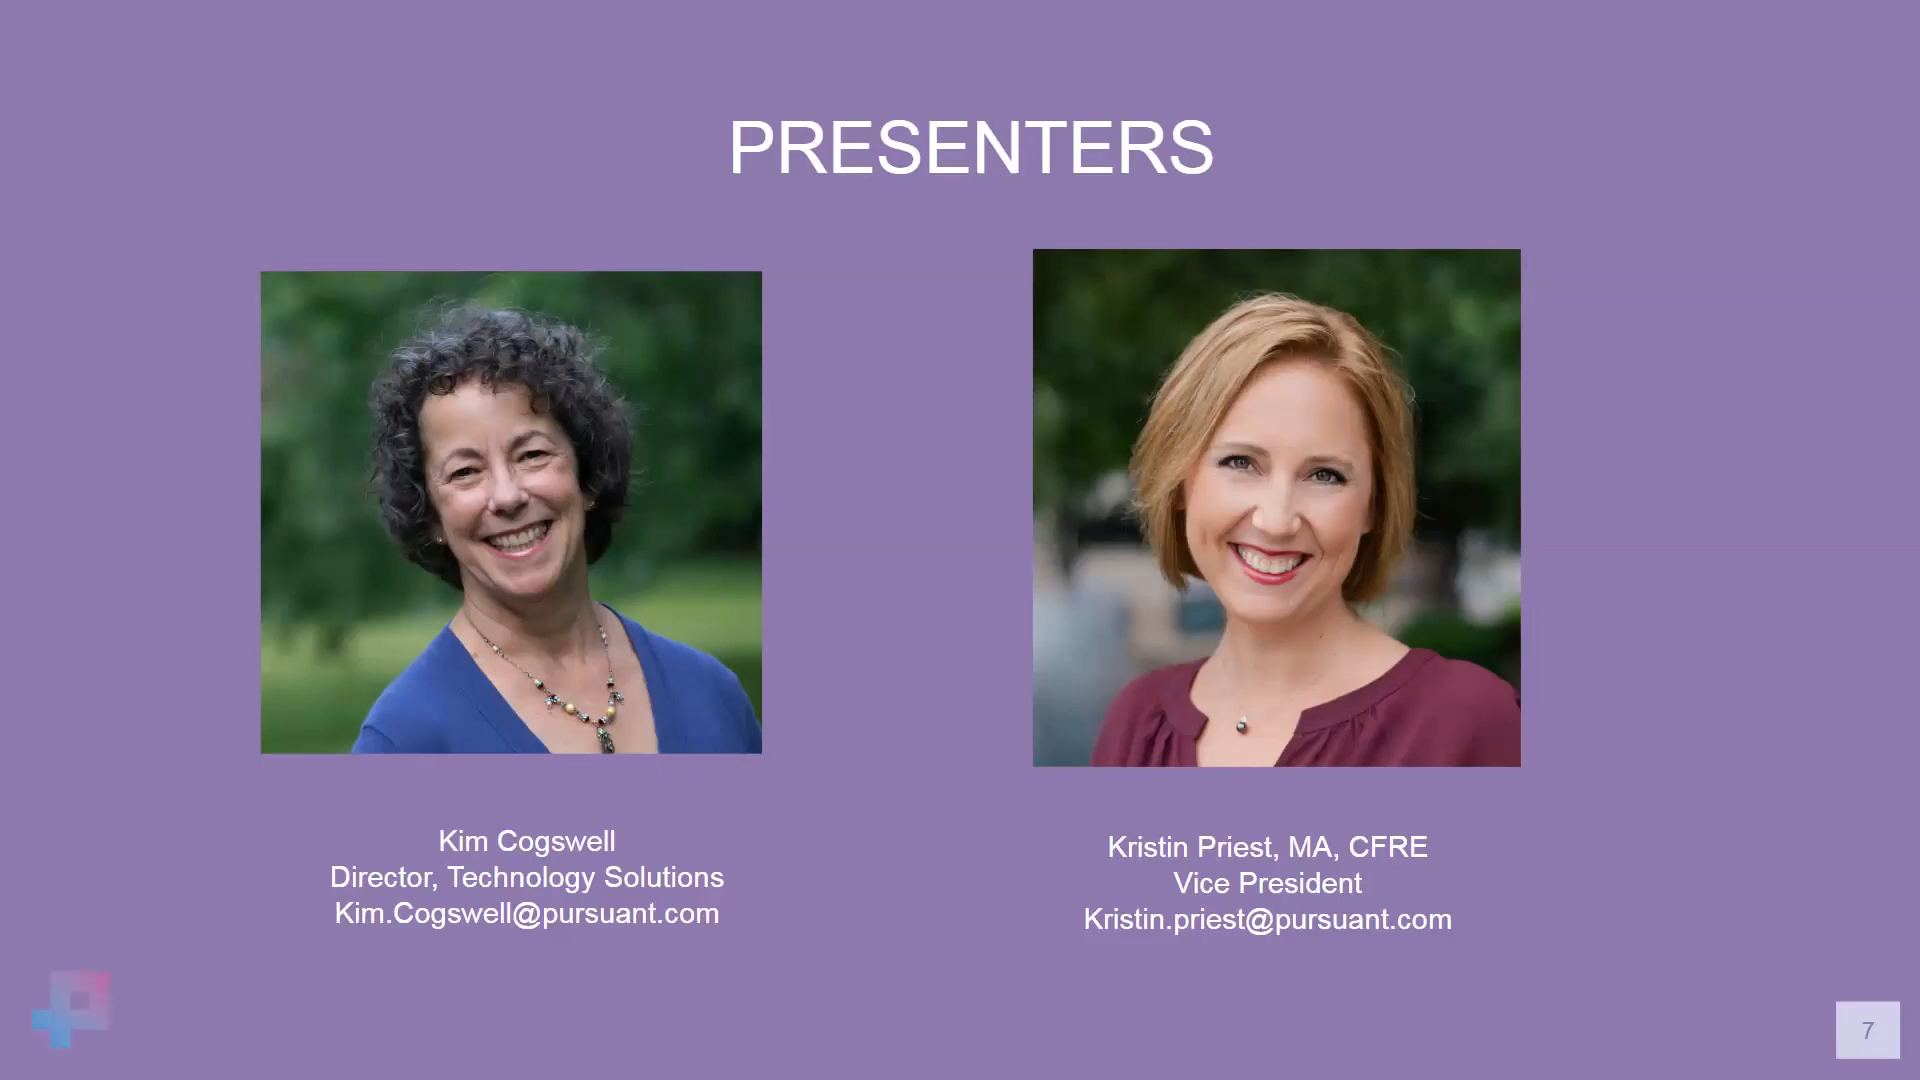 PRESENTERS
Kim Cogswell
Director, Technology Solutions
Kim.Cogswell@pursuant.com
Kristin Priest, MA, CFRE
Vice President
Kristin.priest@pursuant.com
7